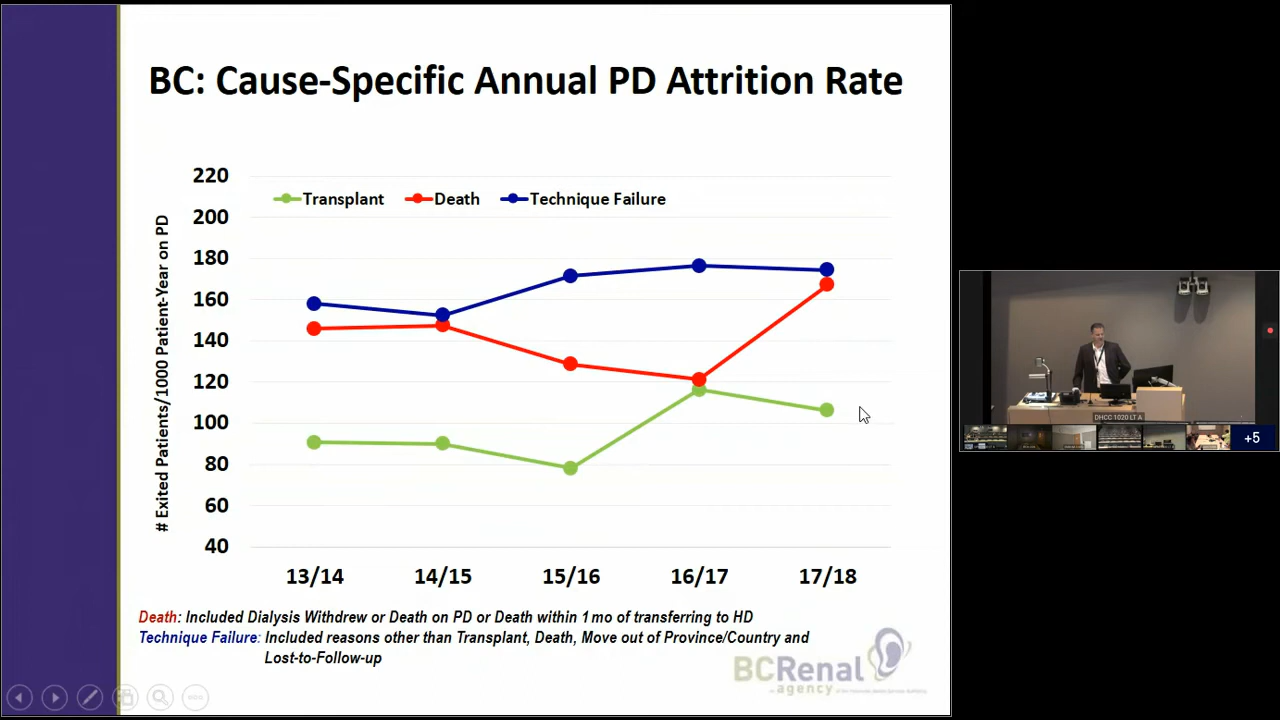 BC: Cause-Specific Annual PD Attrition Rate
# Exited Patients/1000 Patient-Year on PD
220
200
180
160
140
120
100
80
60
40
Transplant Death Technique Failure
13/14 14/15 15/16 16/17 17/18
Death: Included Dialysis Withdrew or Death on PD or Death within 1 mo of transferring to HD
Technique Failure: Included reasons other than Transplant, Death, Move out of Province/Country and
Lost-to-Follow-up
BCRenal
agency
DHCC 1020 LT A
+5